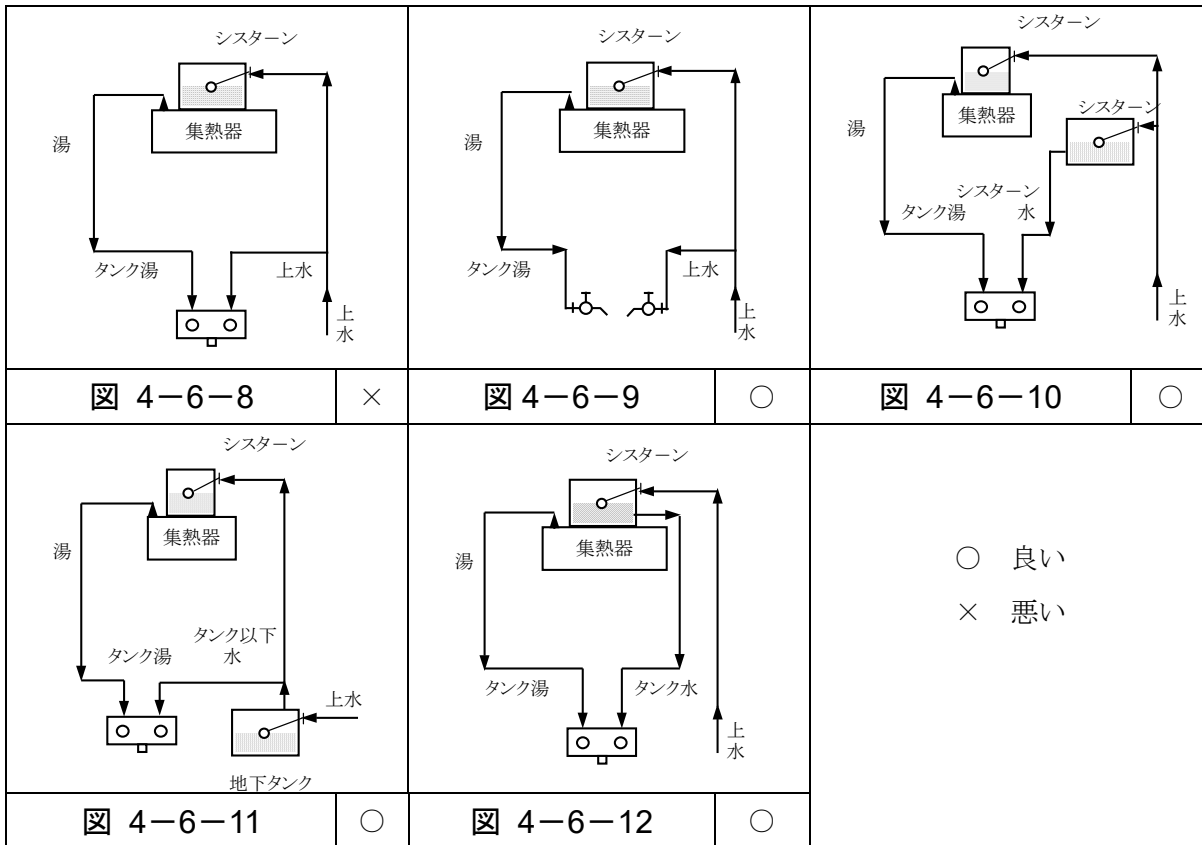 シスターン
集熱器
湯
タンク湯
上水
上
水
図 4－6－8
×
シスターン
集熱器
湯
タンク湯
上水
上
水
図 4－6－9
○
シスターン
シスターン
集熱器
湯
シスターン
水
タンク湯
上水
図 4－6－10
○
シスターン
集熱器
湯
タンク以下
水
タンク湯
上水
地下タンク
図 4－6－11
○
シスターン
集熱器
湯
タンク湯
タンク水
上
水
図 4－6－12
○
○ 良い
× 悪い